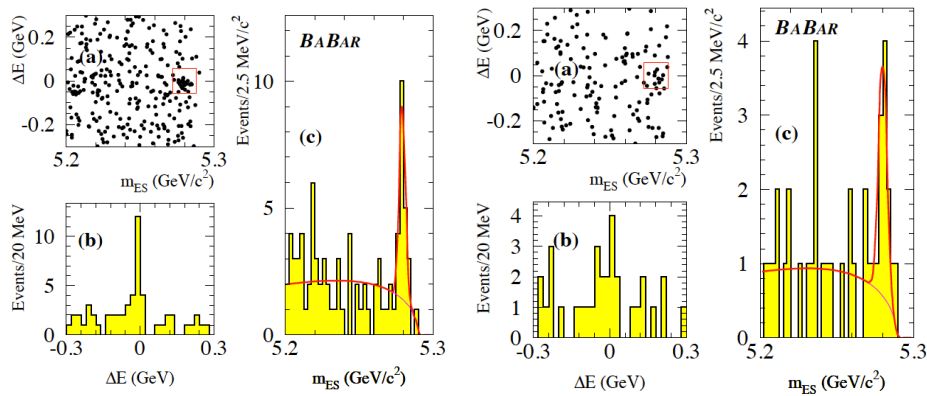 ΔE (GeV)
0.2
0
-0.2
(a)
5.2
5.3
m_ES (GeV/c²)
Events/20 MeV
10
5
0
(b)
-0.3
0
0.3
ΔE (GeV)
Events/2.5 MeV/c²
10
5
0
BABAR
(c)
5.2
5.3
m_ES (GeV/c²)
ΔE (GeV)
0.2
0
-0.2
(a)
5.2
5.3
m_ES (GeV/c²)
Events/20 MeV
4
3
2
1
0
(b)
-0.3
0
0.3
ΔE (GeV)
Events/2.5 MeV/c²
4
3
2
1
0
BABAR
(c)
5.2
5.3
m_ES (GeV/c²)